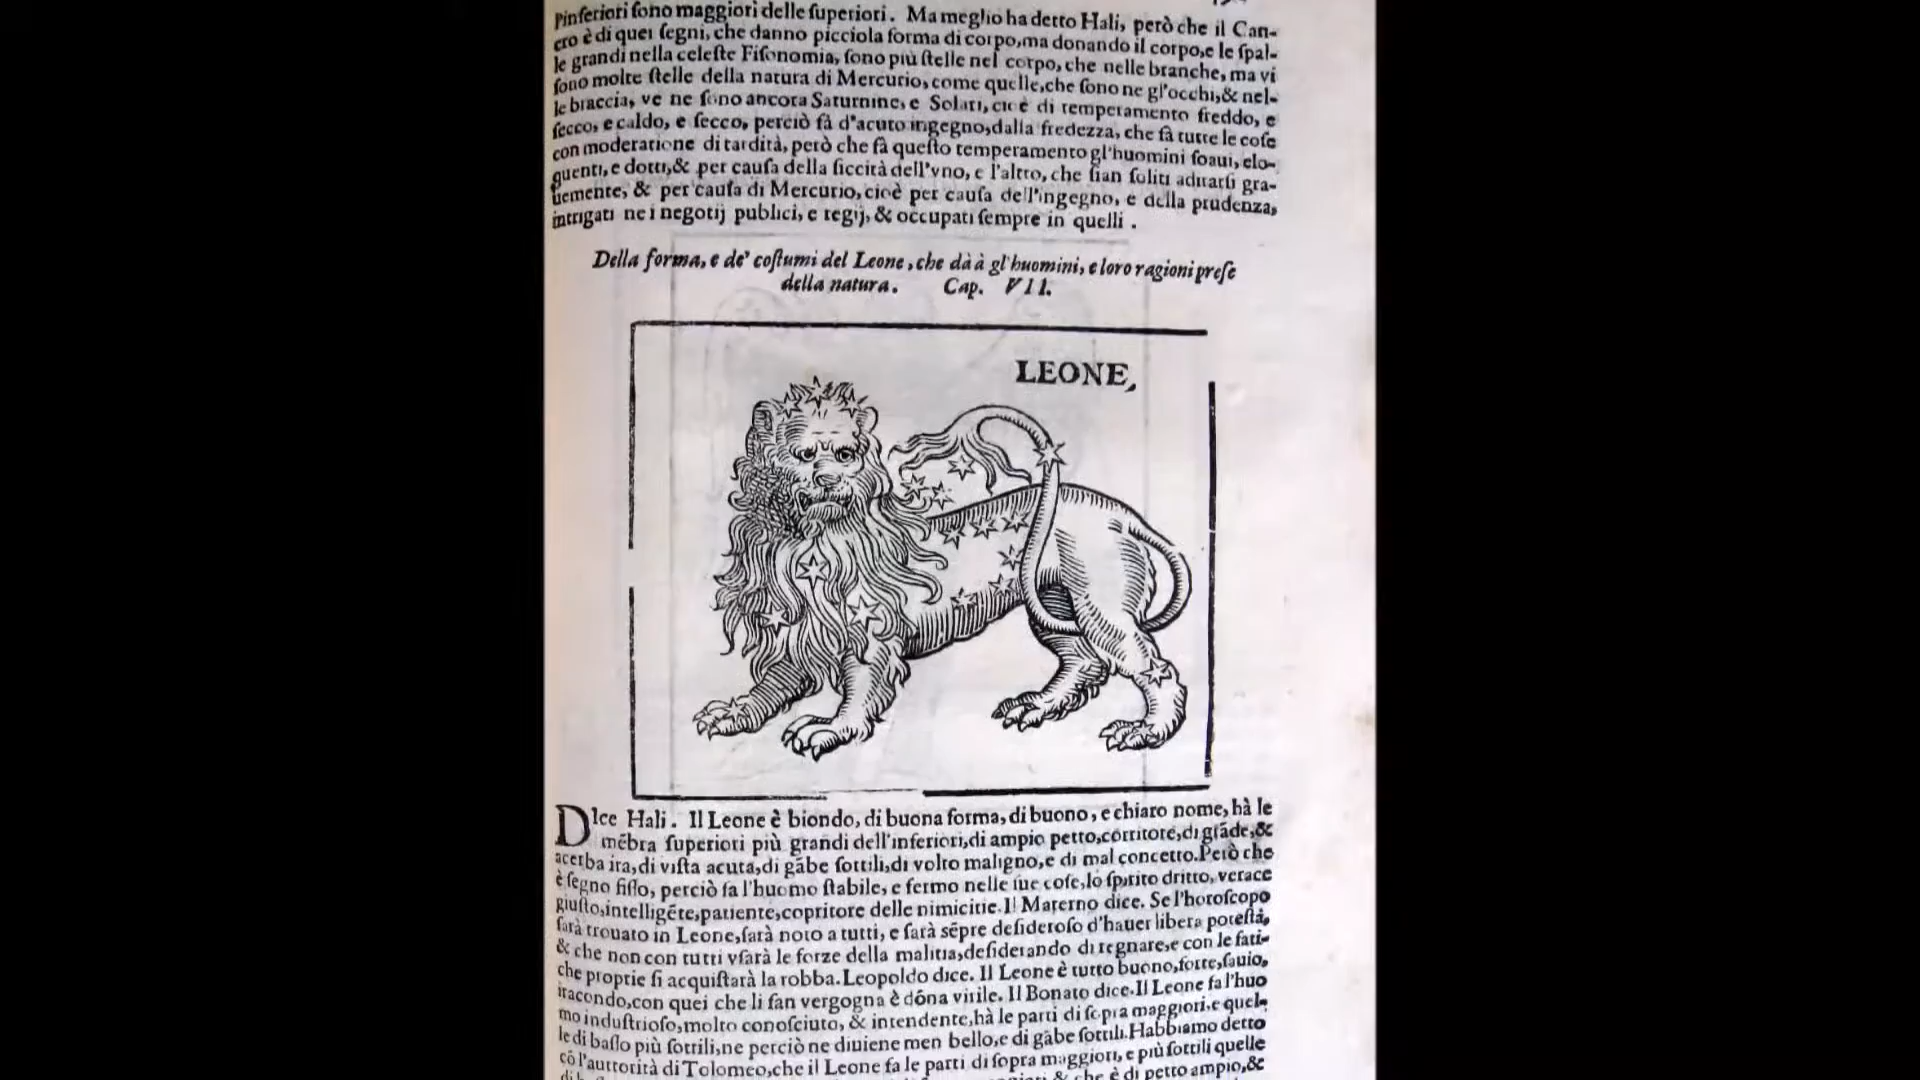 l'inferiori sono maggiori delle superiori. Ma meglio ha detto Hali, però che il Can-
cro è di quei segni, che danno picciola forma di corpo, ma donando il corpo, e le spal-
le grandi nella celeste Fisonomia, sono più stelle nel corpo, che nelle branche, ma vi
sono molte stelle della natura di Mercurio, come quelle, che sono ne gl'occhi, & nel-
le braccia, ve ne sono ancora Saturnine, e Solari, cioè di temperamento freddo, e
secco, e caldo, e secco, perciò fà d'acuto ingegno, dalla fredezza, che fà tutte le cose
con moderatione di tardità, però che fà questo temperamento gl'huomini soaui, elo-
quenti, e dotti, & per causa della siccità dell'vno, e l'altro, che sian soliti adirarsi gra-
uemente, & per causa di Mercurio, cioè per causa dell'ingegno, e della prudenza,
intrigati ne i negotij publici, e regij, & occupati sempre in quelli.
Della forma, e de' costumi del Leone, che dà à gl'huomini, e loro ragioni prese
della natura. Cap. VII.
LEONE,
DIce Hali. Il Leone è biondo, di buona forma, di buono, e chiaro nome, hà le
mẽbra superiori più grandi dell'inferiori, di ampio petto, corritore, di grãde, &
acerba ira, di vista acuta, di gãbe sottili, di volto maligno, e di mal concetto. Però che
è segno fisso, perciò fa l'huomo stabile, e fermo nelle sue cose, lo spirito dritto, verace
giusto, intelligẽte, patiente, copritore delle nimicitie. Il Materno dice. Se l'horoscopo
sarà trouato in Leone, sarà noto a tutti, e sarà sẽpre desideroso d'hauer libera potestà,
& che non con tutti vsarà le forze della malitia, desiderando di regnare, e con le fati-
che proprie si acquistarà la robba. Leopoldo dice. Il Leone è tutto buono, forte, sauio,
iracondo, con quei che li fan vergogna è dõna virile. Il Bonato dice. Il Leone fa l'huo
mo industrioso, molto conosciuto, & intendente, hà le parti di sopra maggiori, e quel-
le di basso più sottili, ne perciò ne diuiene men bello, e di gãbe sottili. Habbiamo detto
cõ l'auttorità di Tolomeo, che il Leone fa le parti di sopra maggiori, e più sottili quelle
& che è di petto ampio, &